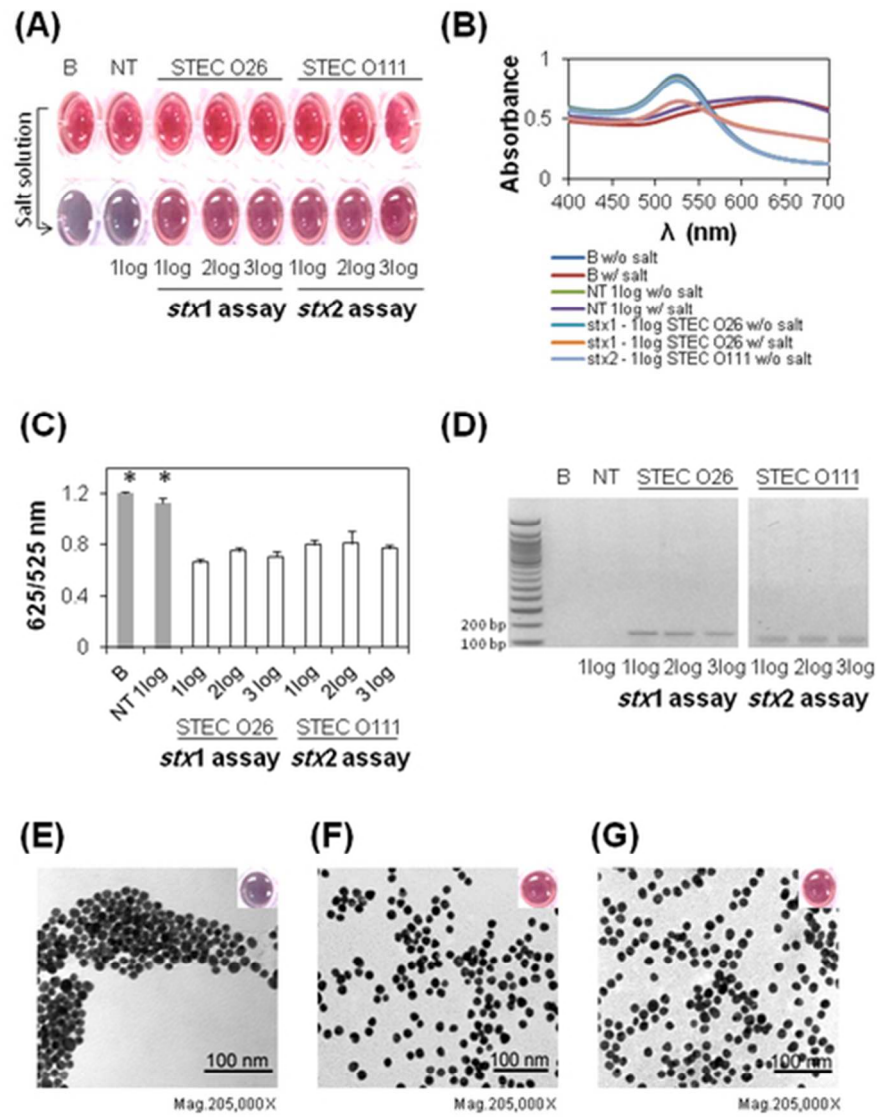 (A)
B NT STEC O26 STEC O111
Salt solution
1log 1log 2log 3log 1log 2log 3log
stx1 assay stx2 assay
(B)
Absorbance
1
0.5
0
400 450 500 550 600 650 700
λ (nm)
B w/o salt
B w/ salt
NT 1log w/o salt
NT 1log w/ salt
stx1 - 1log STEC O26 w/o salt
stx1 - 1log STEC O26 w/ salt
stx2 - 1log STEC O111 w/o salt
(C)
625/525 nm
1.2
0.8
0.4
0
* *
B NT 1log 1log 2log 3log 1log 2log 3log
STEC O26 STEC O111
stx1 assay stx2 assay
(D)
B NT STEC O26 STEC O111
200 bp
100 bp
1log 1log 2log 3log 1log 2log 3log
stx1 assay stx2 assay
(E)
100 nm
Mag.205,000X
(F)
100 nm
Mag.205,000X
(G)
100 nm
Mag.205,000X